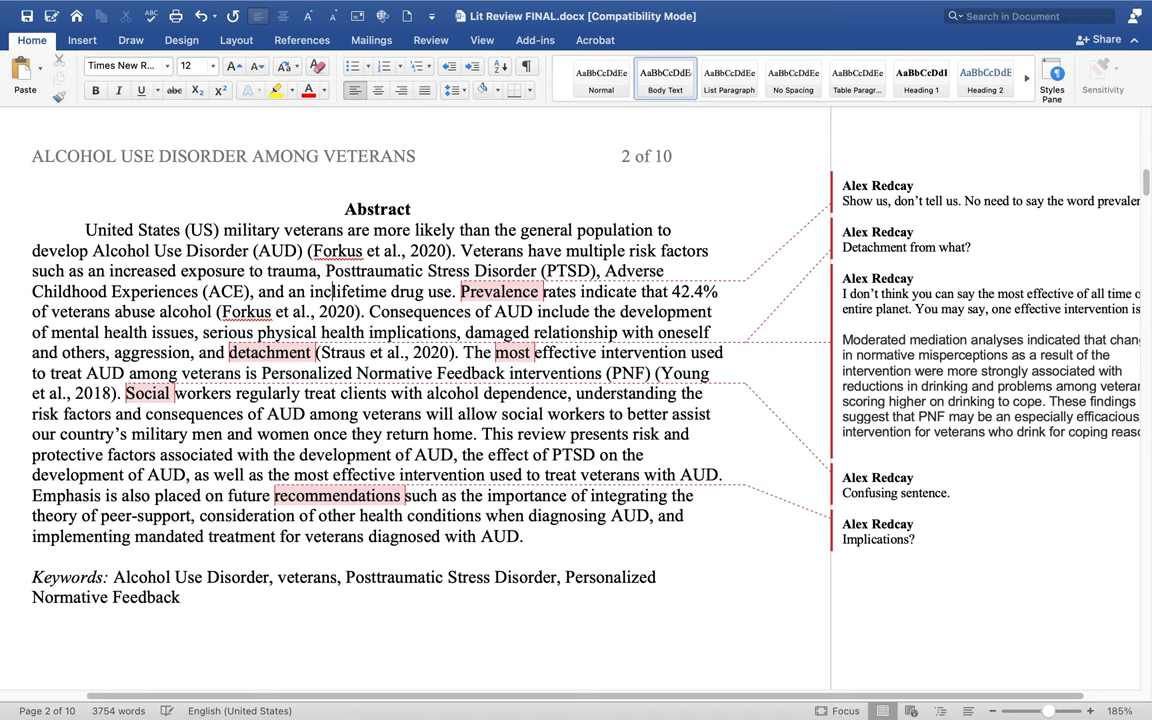 Lit Review FINAL.docx [Compatibility Mode]
Search in Document
Home Insert Draw Design Layout References Mailings Review View Add-ins Acrobat
Share
Paste
Times New R... 12
AaBbCcDdEe AaBbCcDdE AaBbCcDdEe AaBbCcDdEe AaBbCcDdEe AaBbCcDdI AaBbCcDdE
Normal Body Text List Paragraph No Spacing Table Paragr... Heading 1 Heading 2
Styles Pane
Sensitivity
ALCOHOL USE DISORDER AMONG VETERANS 2 of 10
Abstract
United States (US) military veterans are more likely than the general population to
develop Alcohol Use Disorder (AUD) (Forkus et al., 2020). Veterans have multiple risk factors
such as an increased exposure to trauma, Posttraumatic Stress Disorder (PTSD), Adverse
Childhood Experiences (ACE), and an inclifetime drug use. Prevalence rates indicate that 42.4%
of veterans abuse alcohol (Forkus et al., 2020). Consequences of AUD include the development
of mental health issues, serious physical health implications, damaged relationship with oneself
and others, aggression, and detachment (Straus et al., 2020). The most effective intervention used
to treat AUD among veterans is Personalized Normative Feedback interventions (PNF) (Young
et al., 2018). Social workers regularly treat clients with alcohol dependence, understanding the
risk factors and consequences of AUD among veterans will allow social workers to better assist
our country’s military men and women once they return home. This review presents risk and
protective factors associated with the development of AUD, the effect of PTSD on the
development of AUD, as well as the most effective intervention used to treat veterans with AUD.
Emphasis is also placed on future recommendations such as the importance of integrating the
theory of peer-support, consideration of other health conditions when diagnosing AUD, and
implementing mandated treatment for veterans diagnosed with AUD.
Keywords: Alcohol Use Disorder, veterans, Posttraumatic Stress Disorder, Personalized
Normative Feedback
Alex Redcay
Show us, don’t tell us. No need to say the word prevaler
Alex Redcay
Detachment from what?
Alex Redcay
I don’t think you can say the most effective of all time o
entire planet. You may say, one effective intervention is
Moderated mediation analyses indicated that chan
in normative misperceptions as a result of the
intervention were more strongly associated with
reductions in drinking and problems among veterar
scoring higher on drinking to cope. These findings
suggest that PNF may be an especially efficacious
intervention for veterans who drink for coping reaso
Alex Redcay
Confusing sentence.
Alex Redcay
Implications?
Page 2 of 10 3754 words English (United States) Focus 185%